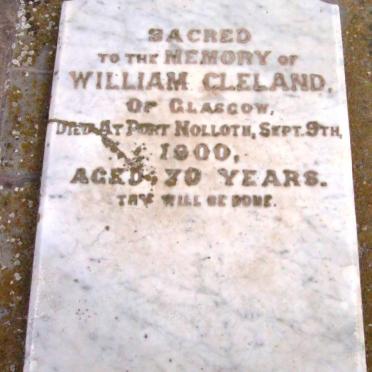 SACRED
TO THE MEMORY OF
WILLIAM CLELAND,
OF GLASGOW,
DIED AT PORT NOLLOTH, SEPT. 9TH,
1900,
AGED 70 YEARS.
THY WILL BE DONE.